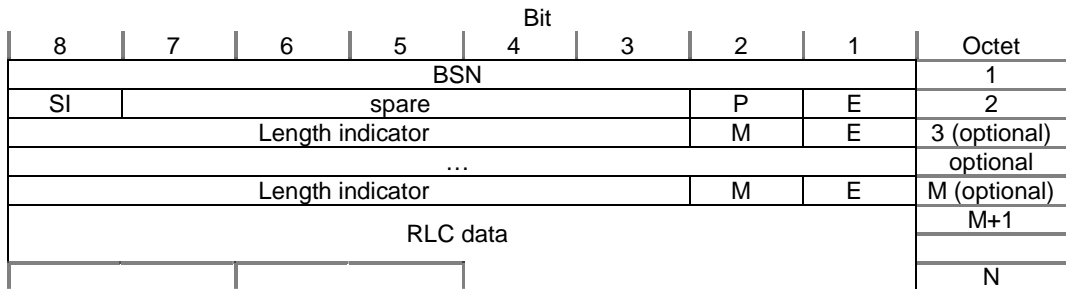 Bit
8 7 6 5 4 3 2 1 Octet
BSN 1
SI spare P E 2
Length indicator M E 3 (optional)
… optional
Length indicator M E M (optional)
RLC data M+1
N